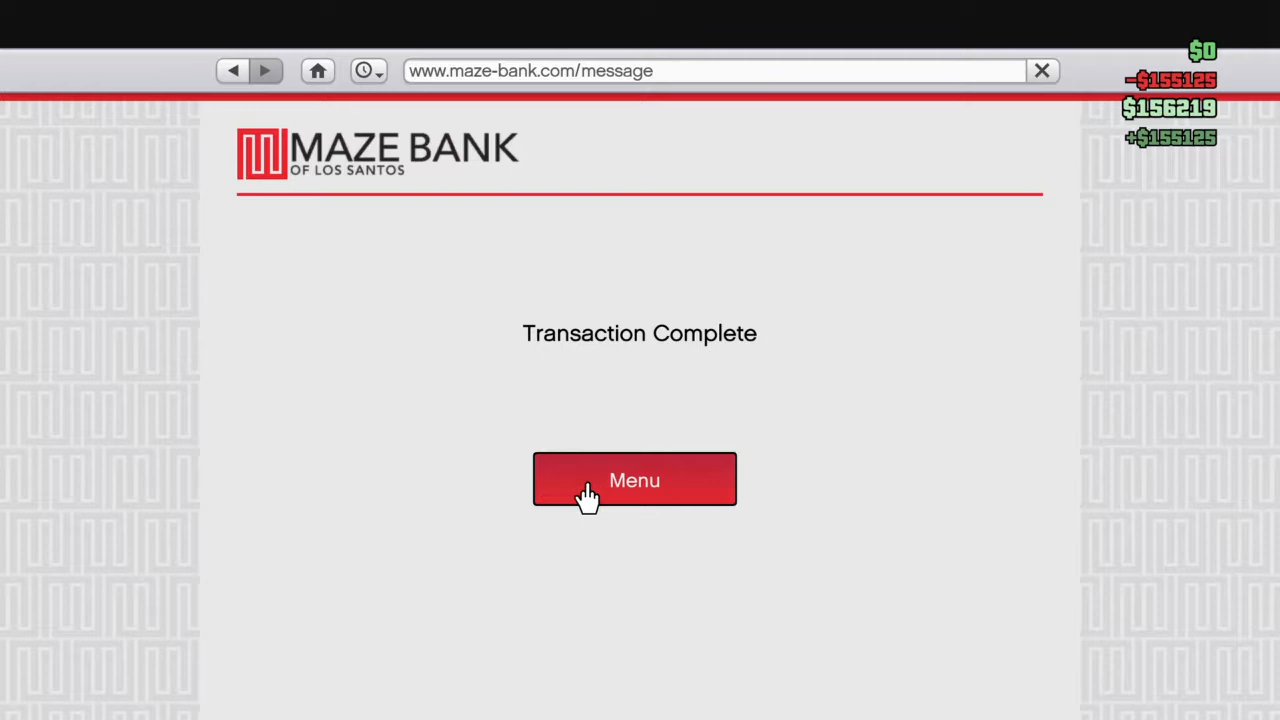 www.maze-bank.com/message
$0
-$155125
$156219
+$155125
MAZE BANK
OF LOS SANTOS
Transaction Complete
Menu